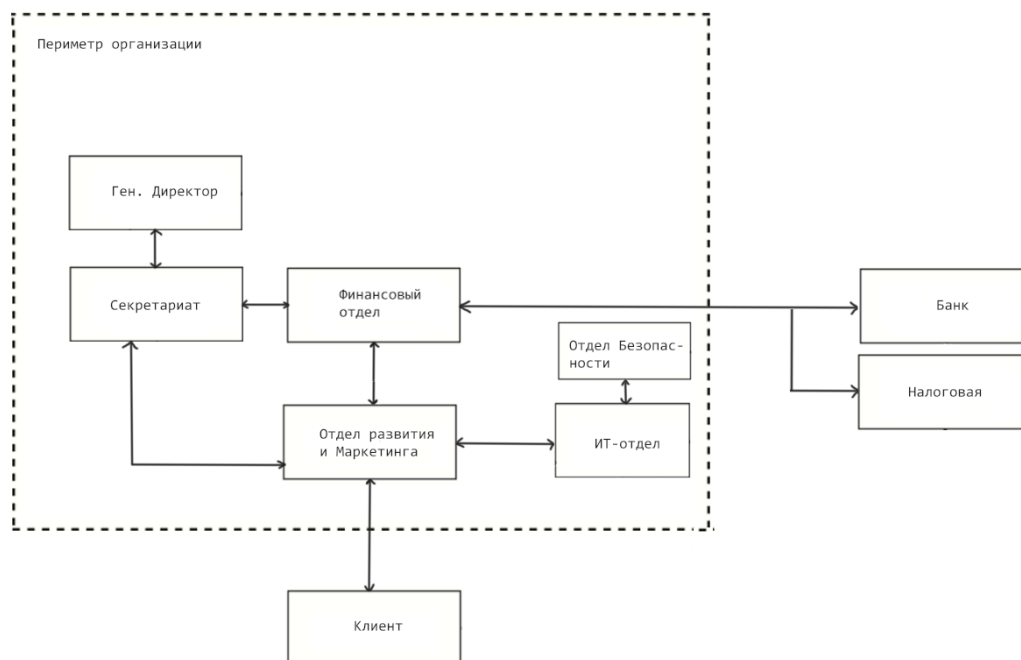 Периметр организации
Ген. Директор
Секретариат
Финансовый
отдел
Банк
Отдел Безопас-
ности
Налоговая
Отдел развития
и Маркетинга
ИТ-отдел
Клиент